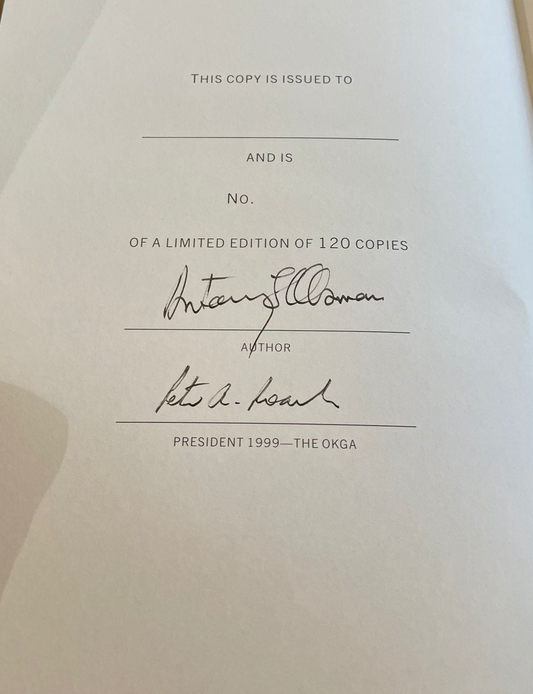 THIS COPY IS ISSUED TO
AND IS
No.
OF A LIMITED EDITION OF 120 COPIES
AUTHOR
Peter A.
PRESIDENT 1999—THE OKGA